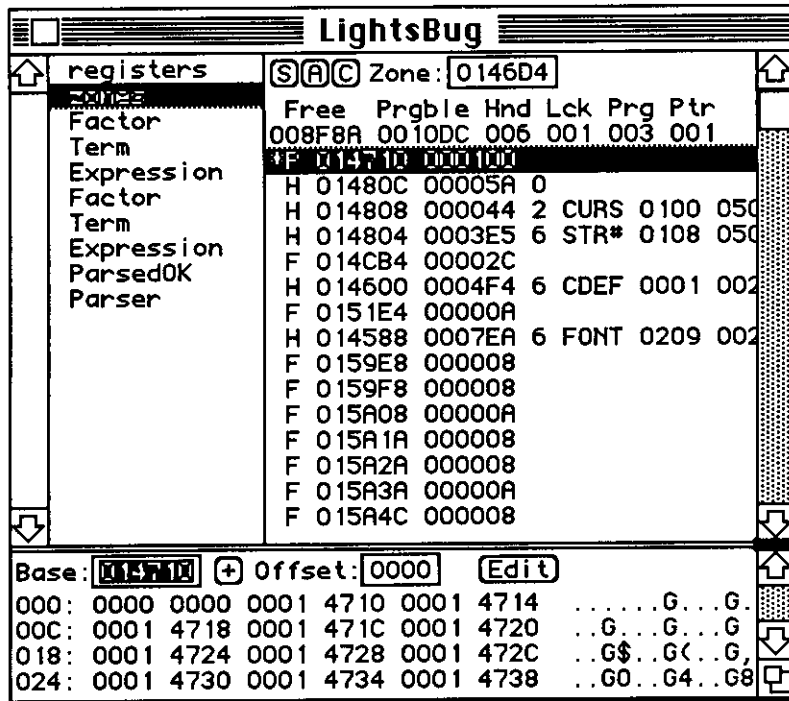 LightsBug
registers
zones
Factor
Term
Expression
Factor
Term
Expression
ParsedOK
Parser
S A C Zone: 0146D4
Free Prgble Hnd Lck Prg Ptr
008F8A 0010DC 006 001 003 001
*F 014710 000100
H 01480C 00005A 0
H 014808 000044 2 CURS 0100 050
H 014804 0003E5 6 STR# 0108 050
F 014CB4 00002C
H 014600 0004F4 6 CDEF 0001 002
F 0151E4 00000A
H 014588 0007EA 6 FONT 0209 002
F 0159E8 000008
F 0159F8 000008
F 015A08 00000A
F 015A1A 000008
F 015A2A 000008
F 015A3A 00000A
F 015A4C 000008
Base: 014710 + Offset: 0000 Edit
000: 0000 0000 0001 4710 0001 4714 ......G...G.
00C: 0001 4718 0001 471C 0001 4720 ..G...G...G
018: 0001 4724 0001 4728 0001 472C ..G$..G(..G,
024: 0001 4730 0001 4734 0001 4738 ..G0..G4..G8